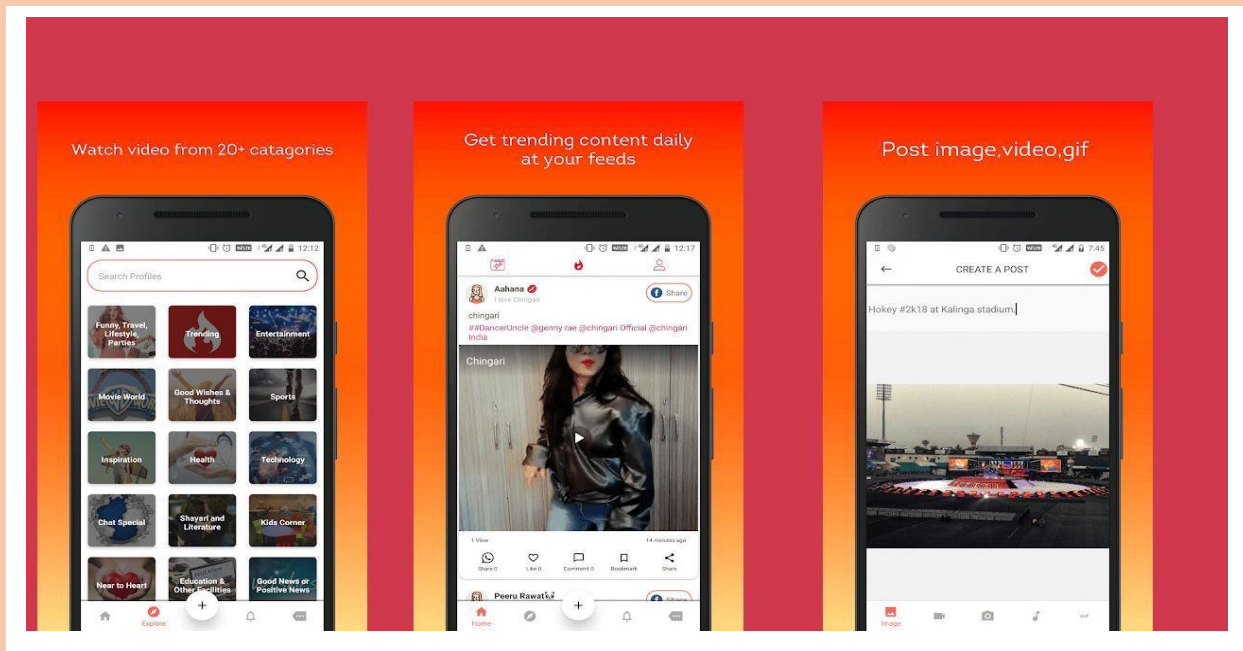 Watch video from 20+ catagories
12:12
Search Profiles
Funny, Travel,
Lifestyle,
Parties
Trending
Entertainment
Movie World
Good Wishes &
Thoughts
Sports
Inspiration
Health
Technology
Chat Special
Shayari and
Literature
Kids Corner
Near to Heart
Education &
Other Facilities
Good News or
Positive News
+
Explore
Get trending content daily
at your feeds
12:17
Aahana
I love Chingari
Share
chingari
##DancerUncle @genny rae @chingari Official @chingari
India
Chingari
1 View
14 minutes ago
Share 0
Like 0
Comment 0
Bookmark
Share
Peeru Rawat
Share
+
Home
Post image,video,gif
7:45
CREATE A POST
Hokey #2k18 at Kalinga stadium.
Image
GIF